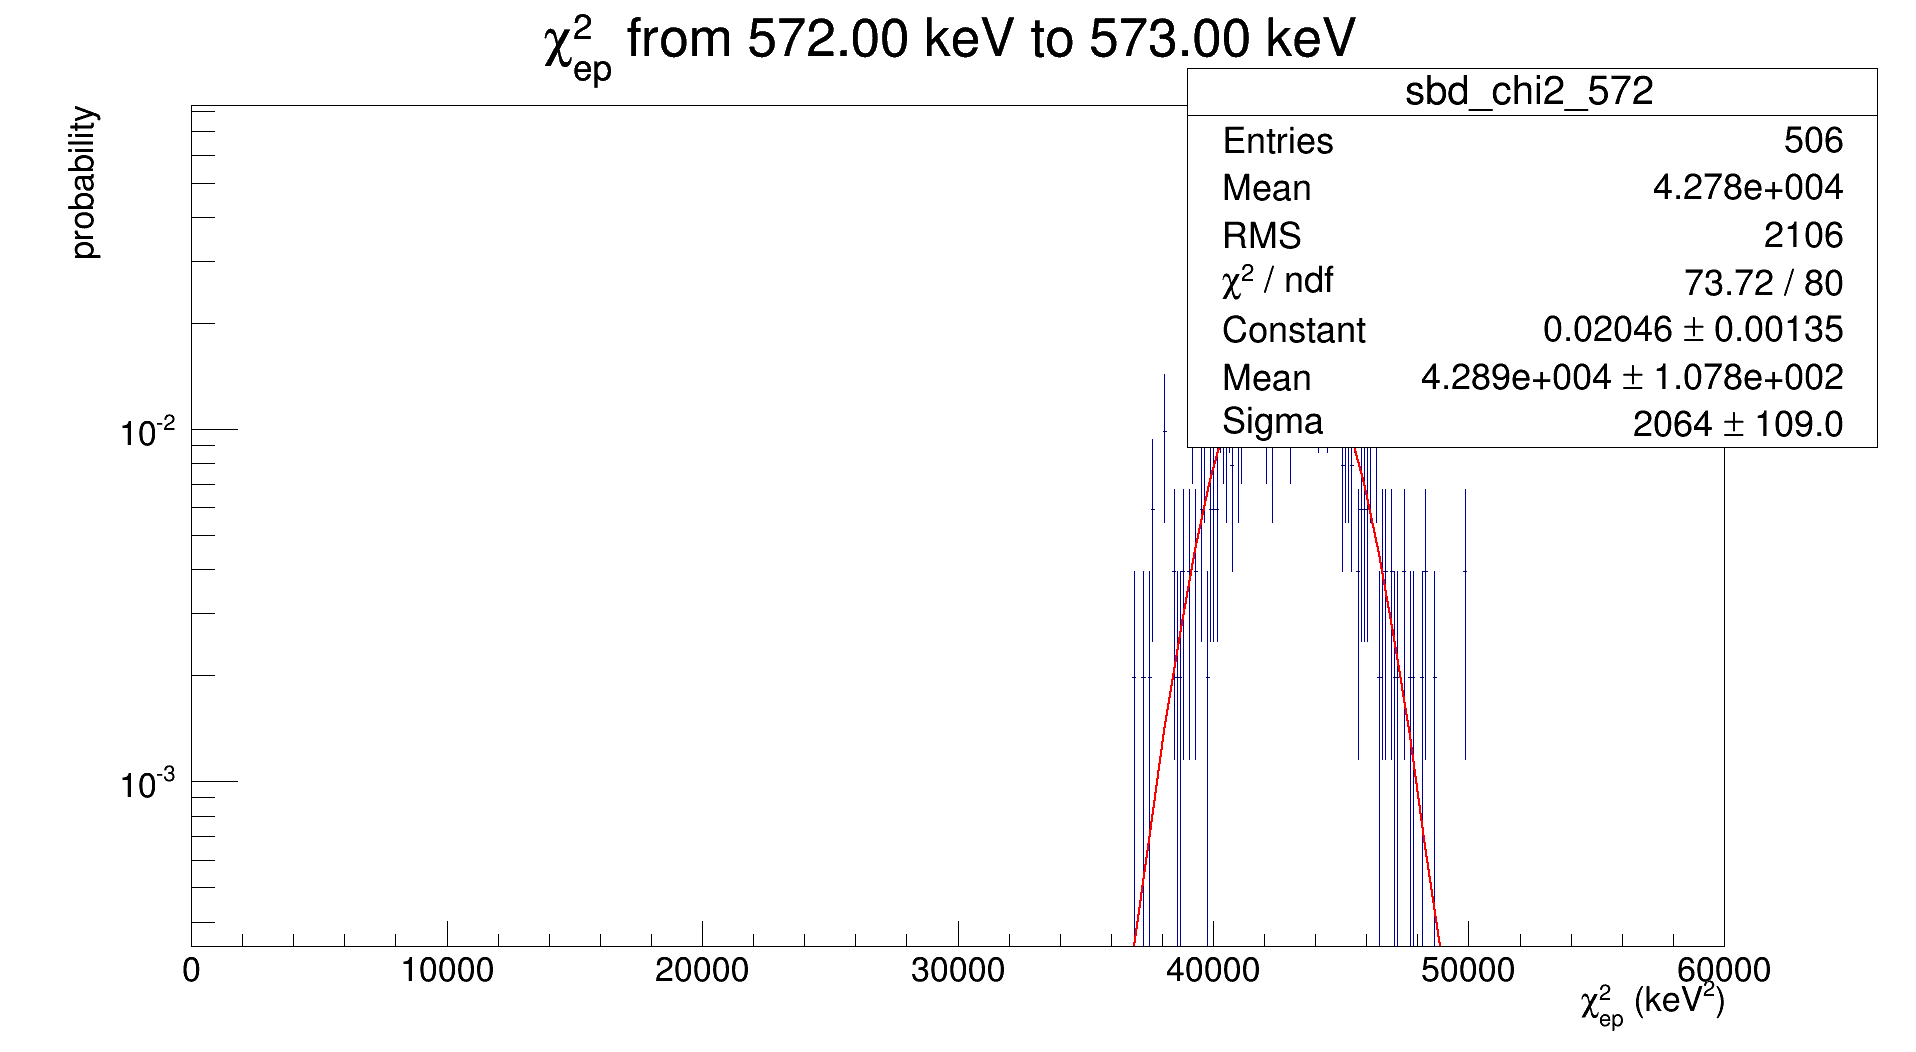 χ²ep from 572.00 keV to 573.00 keV
probability
sbd_chi2_572
Entries 506
Mean 4.278e+004
RMS 2106
χ² / ndf 73.72 / 80
Constant 0.02046 ± 0.00135
Mean 4.289e+004 ± 1.078e+002
Sigma 2064 ± 109.0
10⁻²
10⁻³
0 10000 20000 30000 40000 50000 60000
χ²ep (keV²)